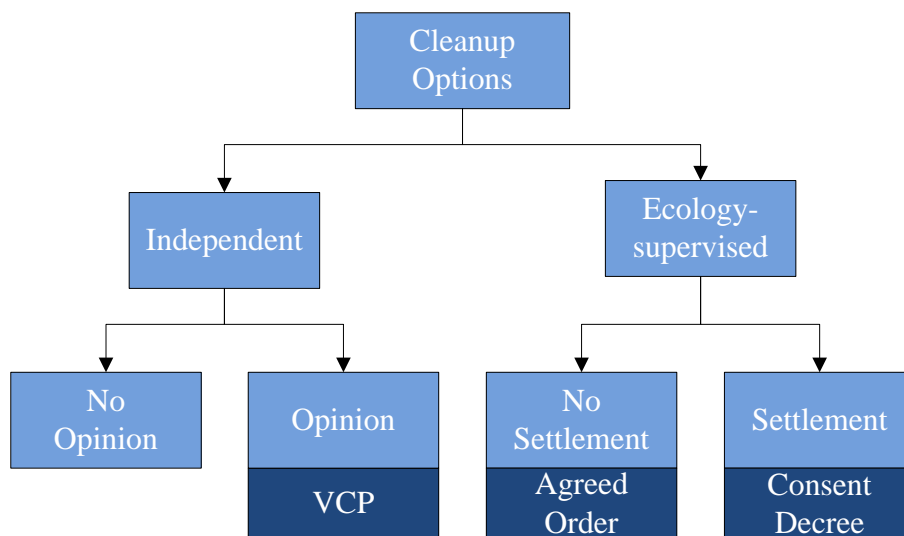 Cleanup
Options
Independent
Ecology-
supervised
No
Opinion
Opinion
VCP
No
Settlement
Agreed
Order
Settlement
Consent
Decree